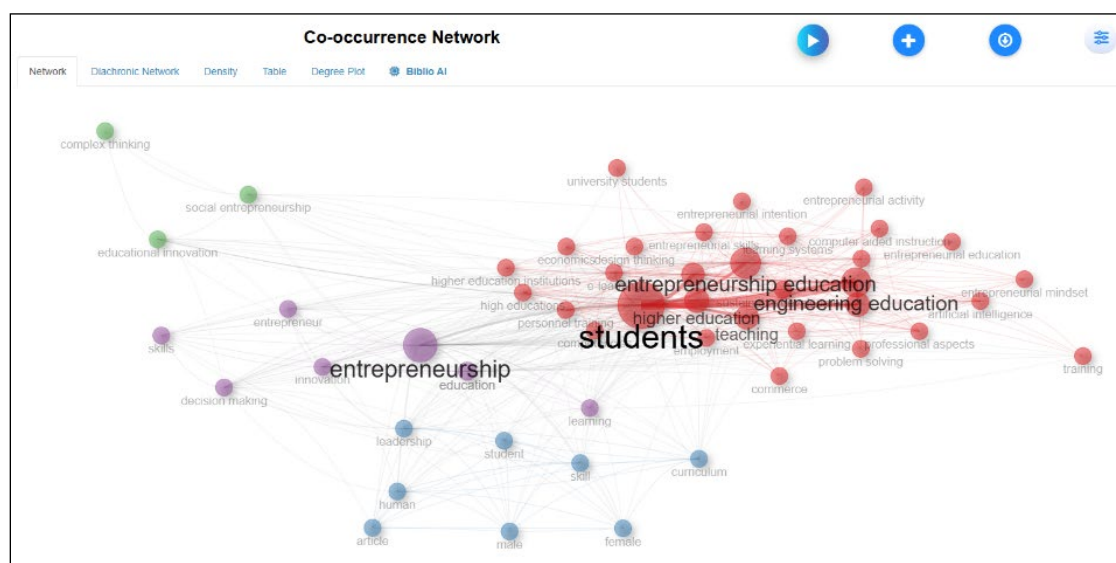 Co-occurrence Network
Network Diachronic Network Density Table Degree Plot Biblio AI
complex thinking
university students
social entrepreneurship
entrepreneurial activity
entrepreneurial intention
educational innovation
entrepreneurial skills
learning systems
computer aided instruction
entrepreneurial education
economics
design thinking
higher education institutions
entrepreneurship education
high educations
entrepreneurial mindset
engineering education
artificial intelligence
personnel training
higher education
entrepreneur
students
teaching
employment
experiential learning
professional aspects
skills
problem solving
innovation
entrepreneurship
education
training
commerce
decision making
learning
leadership
student
skill
curriculum
human
article
male
female